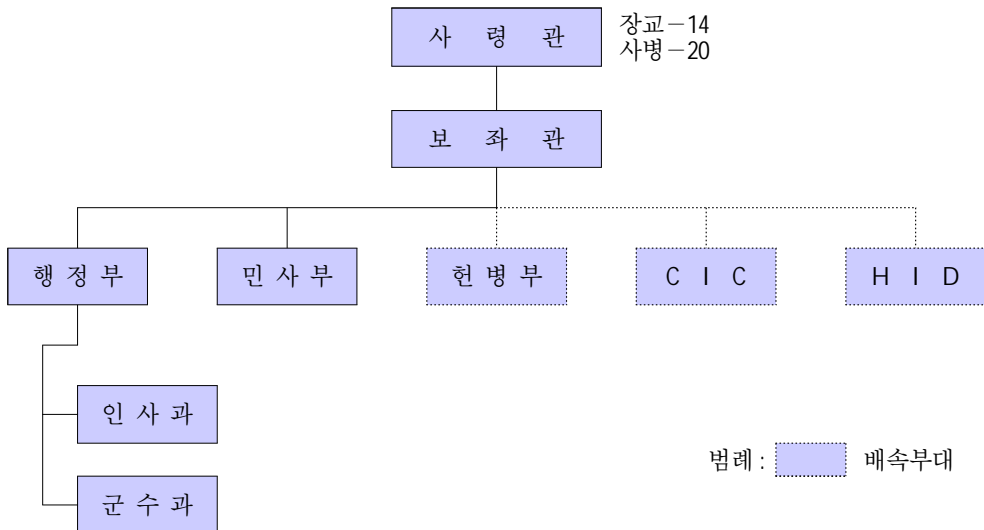 사 령 관
장교－14
사병－20
보 좌 관
행 정 부
민 사 부
헌 병 부
C I C
H I D
인 사 과
군 수 과
범례 : 배속부대